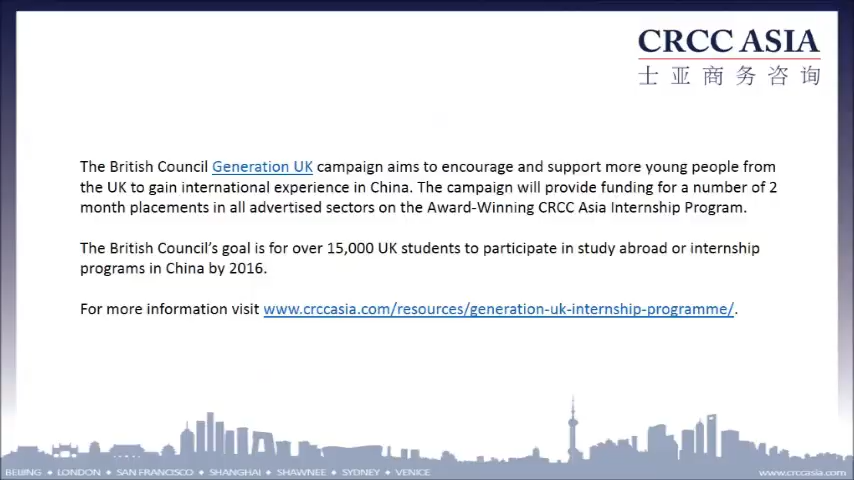 CRCC ASIA
士亚商务咨询
The British Council Generation UK campaign aims to encourage and support more young people from
the UK to gain international experience in China. The campaign will provide funding for a number of 2
month placements in all advertised sectors on the Award-Winning CRCC Asia Internship Program.
The British Council's goal is for over 15,000 UK students to participate in study abroad or internship
programs in China by 2016.
For more information visit www.crccasia.com/resources/generation-uk-internship-programme/.
BEIJING ✦ LONDON ✦ SAN FRANCISCO ✦ SHANGHAI ✦ SHAWNEE ✦ SYDNEY ✦ VENICE
www.crccasia.com